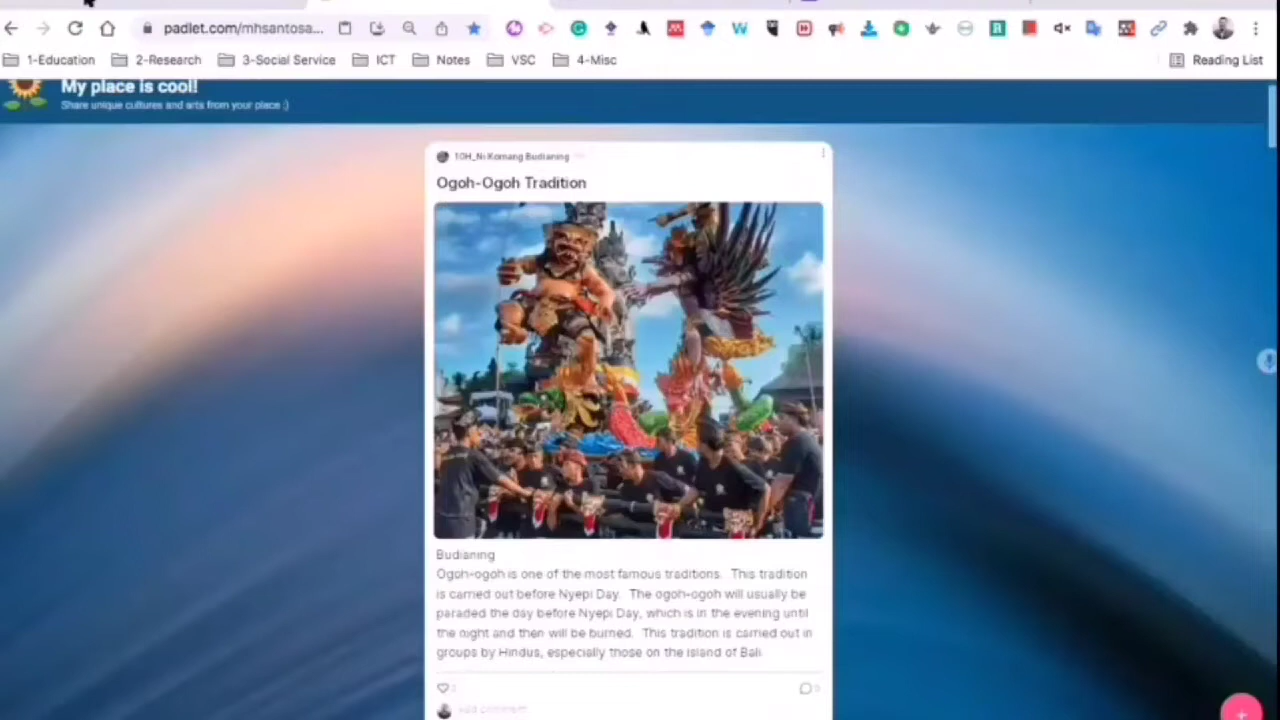 padlet.com/mhsantosa...
1-Education
2-Research
3-Social Service
ICT
Notes
VSC
4-Misc
Reading List
My place is cool!
Share unique cultures and arts from your place :)
10H_Ni Komang Budianing
Ogoh-Ogoh Tradition
Budianing
Ogoh-ogoh is one of the most famous traditions. This tradition
is carried out before Nyepi Day. The ogoh-ogoh will usually be
paraded the day before Nyepi Day, which is in the evening until
the night and then will be burned. This tradition is carried out in
groups by Hindus, especially those on the island of Bali.
Add comment